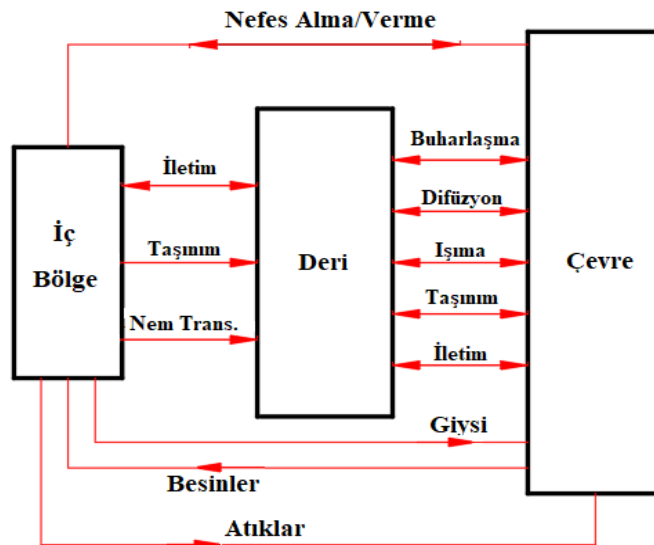 Nefes Alma/Verme
İç
Bölge
İletim
Taşınım
Nem Trans.
Deri
Buharlaşma
Difüzyon
Işıma
Taşınım
İletim
Çevre
Giysi
Besinler
Atıklar